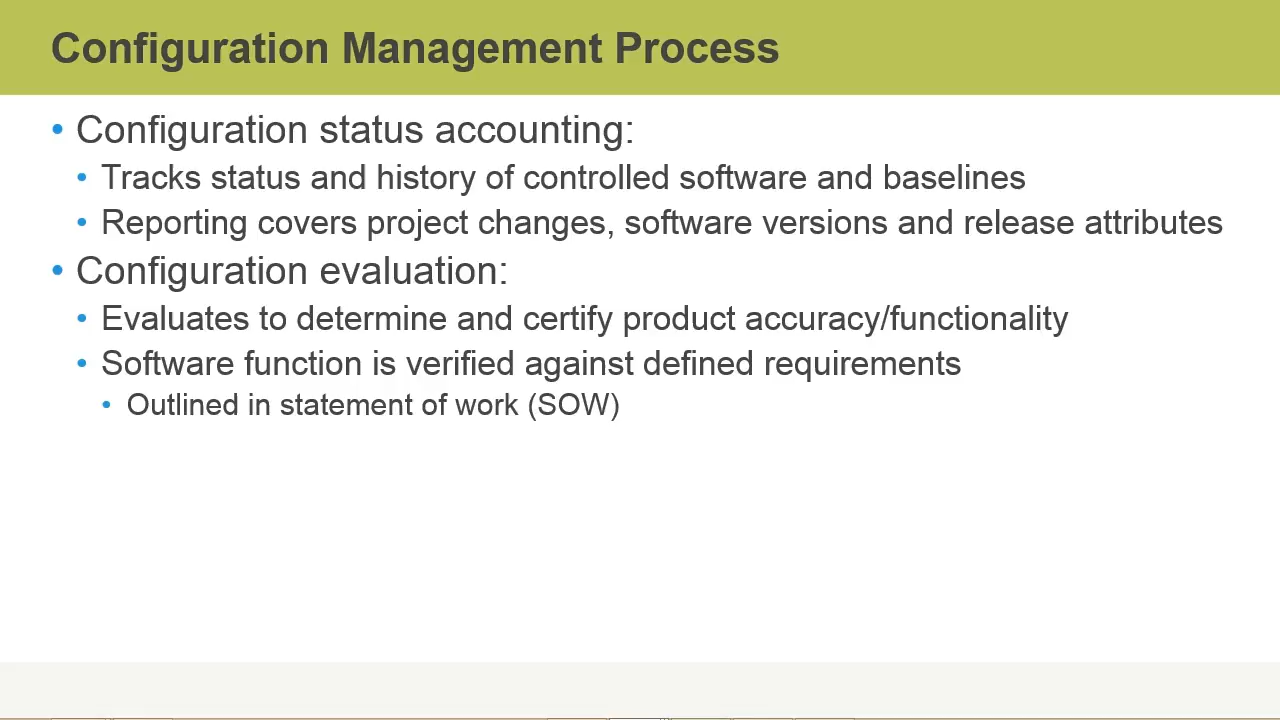 Configuration Management Process
• Configuration status accounting:
• Tracks status and history of controlled software and baselines
• Reporting covers project changes, software versions and release attributes
• Configuration evaluation:
• Evaluates to determine and certify product accuracy/functionality
• Software function is verified against defined requirements
• Outlined in statement of work (SOW)